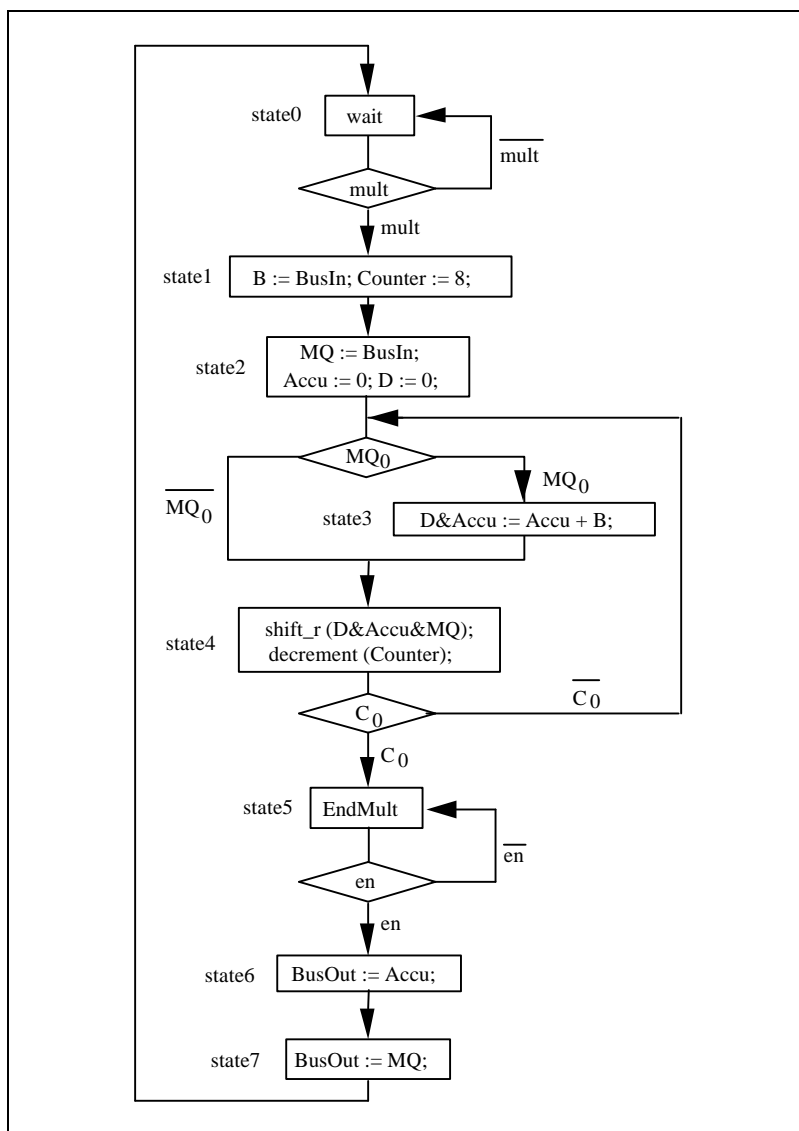 state0
wait
mult
mult
mult
state1
B := BusIn; Counter := 8;
state2
MQ := BusIn;
Accu := 0; D := 0;
MQ0
MQ0
MQ0
state3
D&Accu := Accu + B;
state4
shift_r (D&Accu&MQ);
decrement (Counter);
C0
C0
C0
state5
EndMult
en
en
en
state6
BusOut := Accu;
state7
BusOut := MQ;